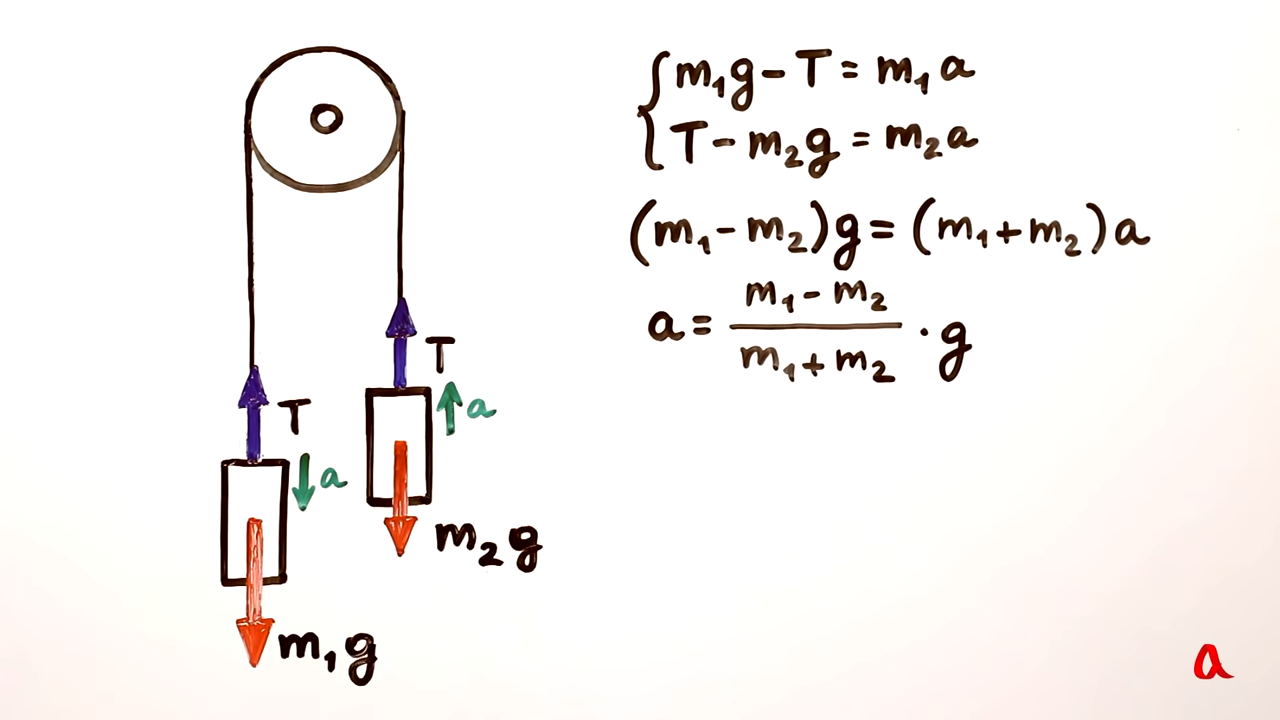 m₁g - T = m₁a
T - m₂g = m₂a
(m₁ - m₂)g = (m₁ + m₂)a
a = (m₁ - m₂)/(m₁ + m₂) · g
T
T
a
a
m₂g
m₁g
a